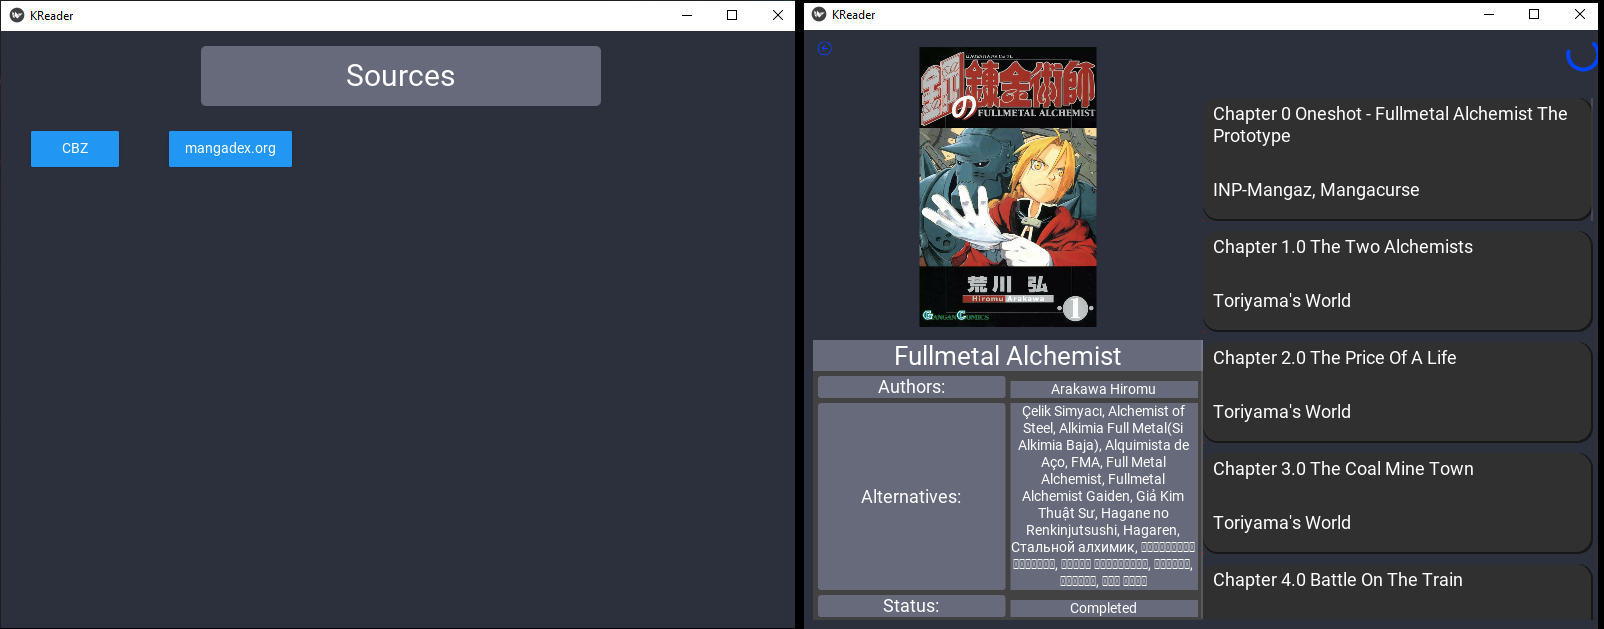 KReader
Sources
CBZ
mangadex.org
KReader
鋼の錬金術師
FULLMETAL ALCHEMIST
荒川 弘
Hiromu Arakawa
1
GANGAN COMICS
Fullmetal Alchemist
Authors:
Arakawa Hiromu
Alternatives:
Çelik Simyacı, Alchemist of
Steel, Alkimia Full Metal(Si
Alkimia Baja), Alquimista de
Aço, FMA, Full Metal
Alchemist, Fullmetal
Alchemist Gaiden, Giả Kim
Thuật Sư, Hagane no
Renkinjutsushi, Hagaren,
Стальной алхимик,
Status:
Completed
Chapter 0 Oneshot - Fullmetal Alchemist The
Prototype
INP-Mangaz, Mangacurse
Chapter 1.0 The Two Alchemists
Toriyama's World
Chapter 2.0 The Price Of A Life
Toriyama's World
Chapter 3.0 The Coal Mine Town
Toriyama's World
Chapter 4.0 Battle On The Train